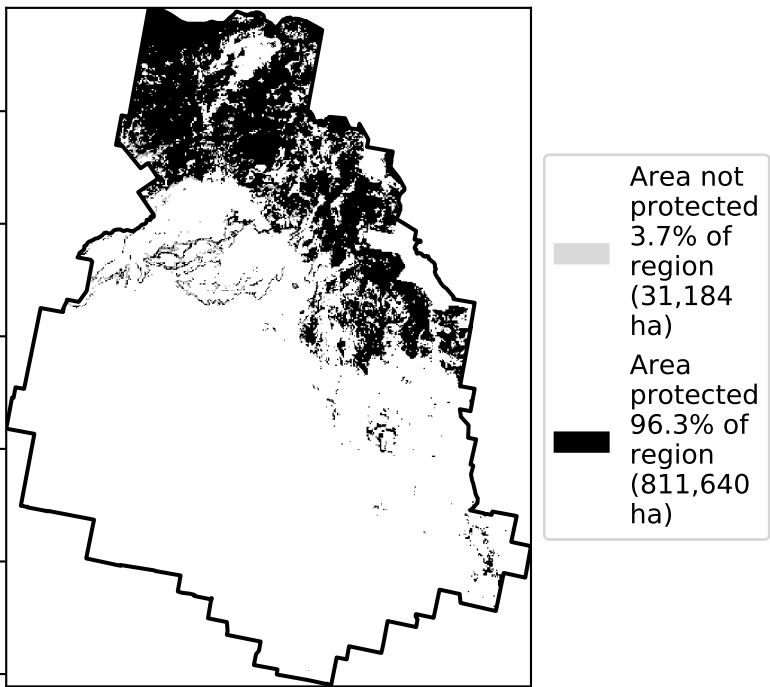 Area not
protected
3.7% of
region
(31,184
ha)
Area
protected
96.3% of
region
(811,640
ha)